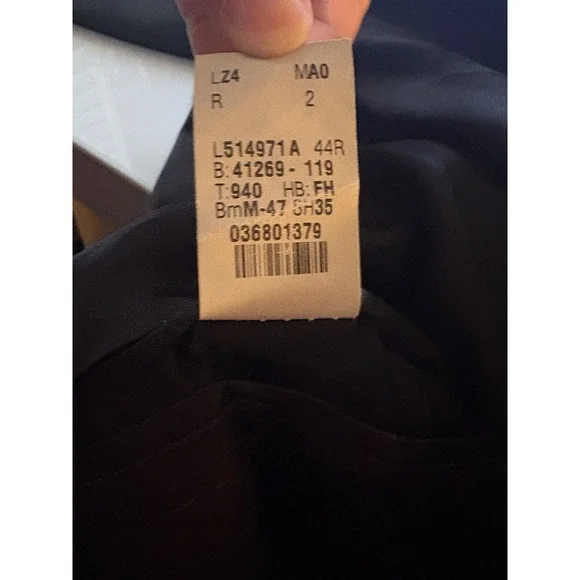 LZ4 MA0
R 2
L514971A 44R
B: 41269 - 119
T: 940 HB: FH
BmM-47 SH35
036801379